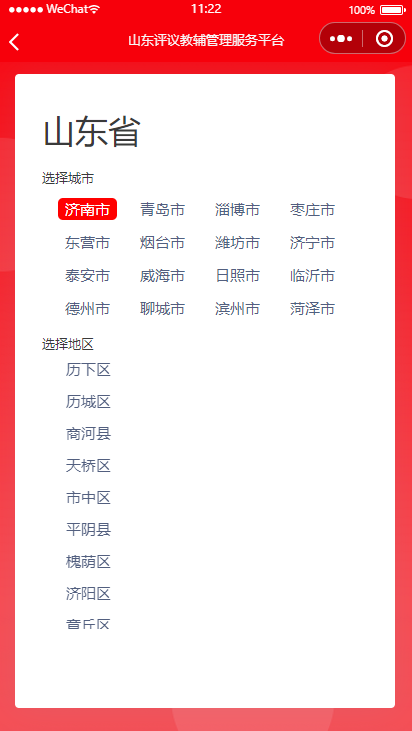 WeChat 11:22 100%
山东评议教辅管理服务平台
山东省
选择城市
济南市 青岛市 淄博市 枣庄市
东营市 烟台市 潍坊市 济宁市
泰安市 威海市 日照市 临沂市
德州市 聊城市 滨州市 菏泽市
选择地区
历下区
历城区
商河县
天桥区
市中区
平阴县
槐荫区
济阳区
章丘区